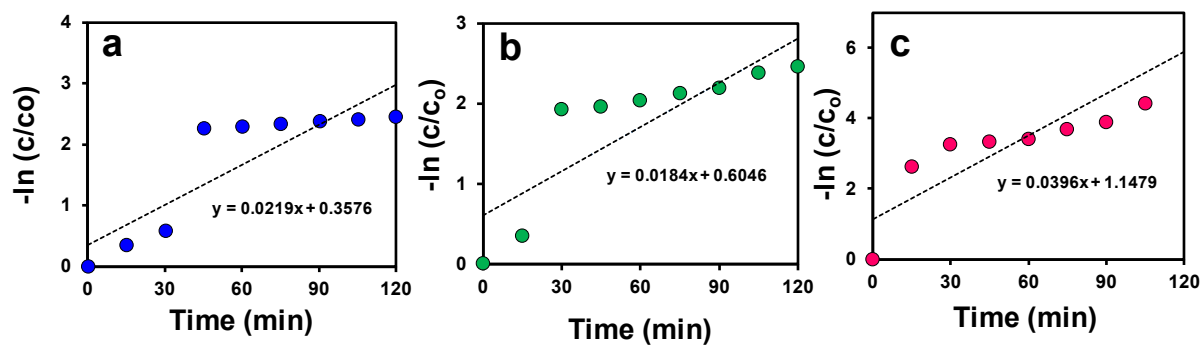 a
-ln (c/co)
4
3
2
1
0
y = 0.0219x + 0.3576
0 30 60 90 120
Time (min)
b
-ln (c/c₀)
3
2
1
0
y = 0.0184x + 0.6046
0 30 60 90 120
Time (min)
c
-ln (c/c₀)
6
4
2
0
y = 0.0396x + 1.1479
0 30 60 90 120
Time (min)